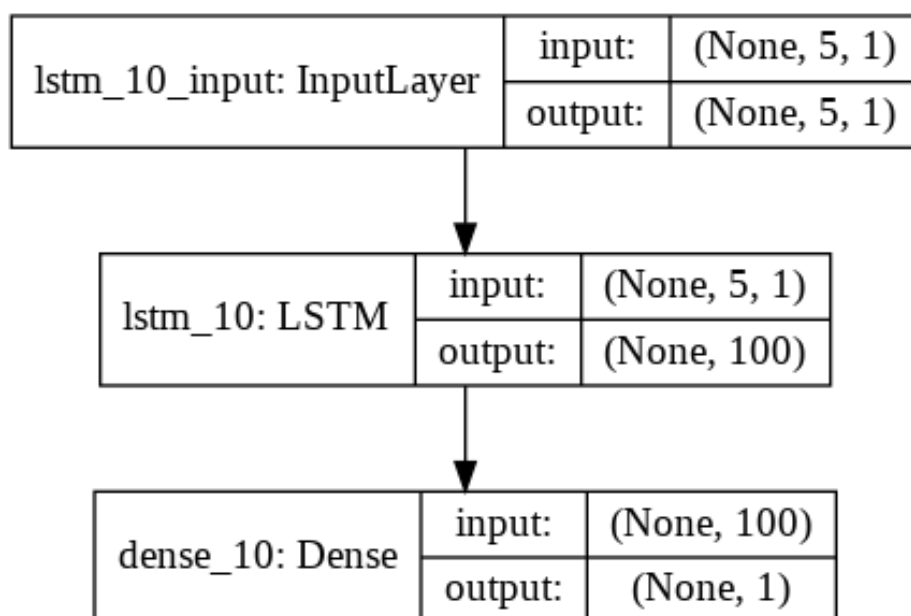 lstm_10_input: InputLayer
input: (None, 5, 1)
output: (None, 5, 1)
lstm_10: LSTM
input: (None, 5, 1)
output: (None, 100)
dense_10: Dense
input: (None, 100)
output: (None, 1)